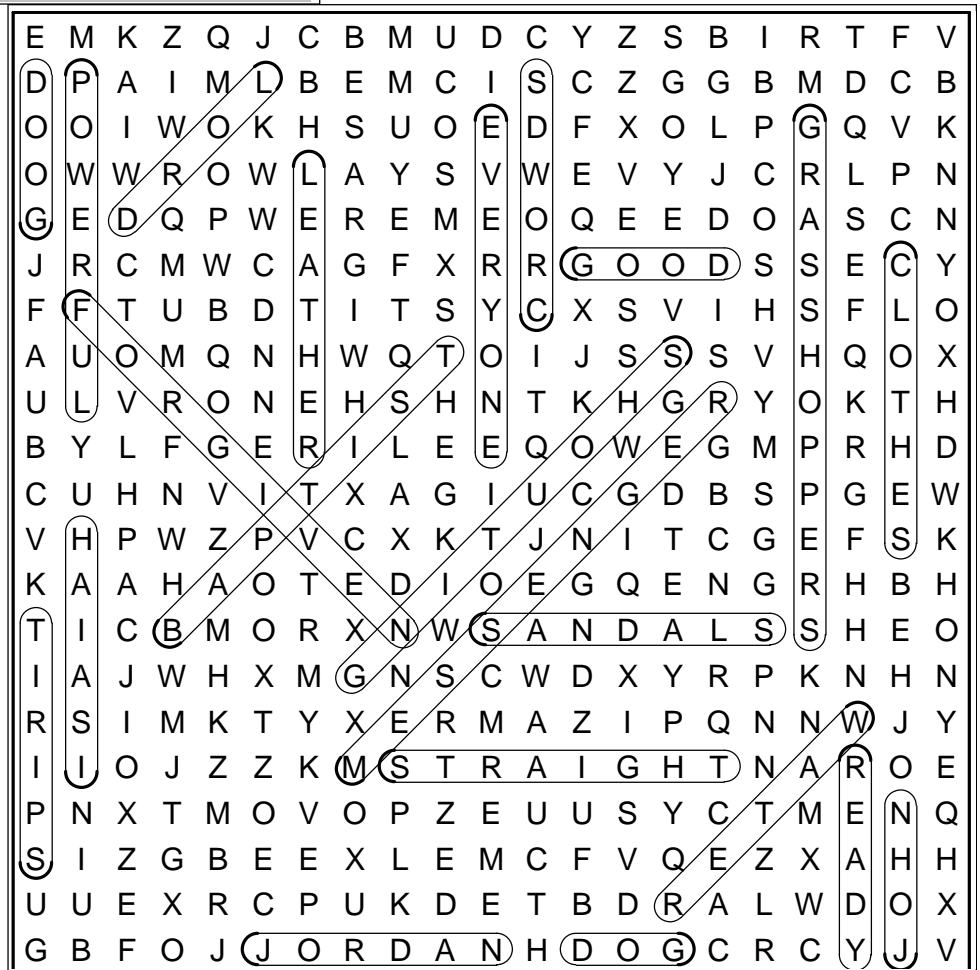 E M K Z Q J C B M U D C Y Z S B I R T F V
D P A I M L B E M C I S C Z G G B M D C B
O O I W O K H S U O E D F X O L P G Q V K
O W W R O W L A Y S V W E V Y J C R L P N
G E D Q P W E R E M E O Q E E D O A S C N
J R C M W C A G F X R R G O O D S S E C Y
F F T U B D T I T S Y C X S V I H S F L O
A U O M Q N H W Q T O I J S S S V H Q O X
U L V R O N E H S H N T K H G R Y O K T H
B Y L F G E R I L E E Q O W E G M P R H D
C U H N V I T X A G I U C G D B S P G E W
V H P W Z P V C X K T J N I T C G E F S K
K A A H A O T E D I O E G Q E N G R H B H
T I C B M O R X N W S A N D A L S S H E O
I A J W H X M G N S C W D X Y R P K N H N
R S I M K T Y X E R M A Z I P Q N N W J Y
I I O J Z Z K M S T R A I G H T N A R O E
P N X T M O V O P Z E U U S Y C T M E N Q
S I Z G B E E X L E M C F V Q E Z X A H H
U U E X R C P U K D E T B D R A L W D O X
G B F O J J O R D A N H D O G C R C Y J V